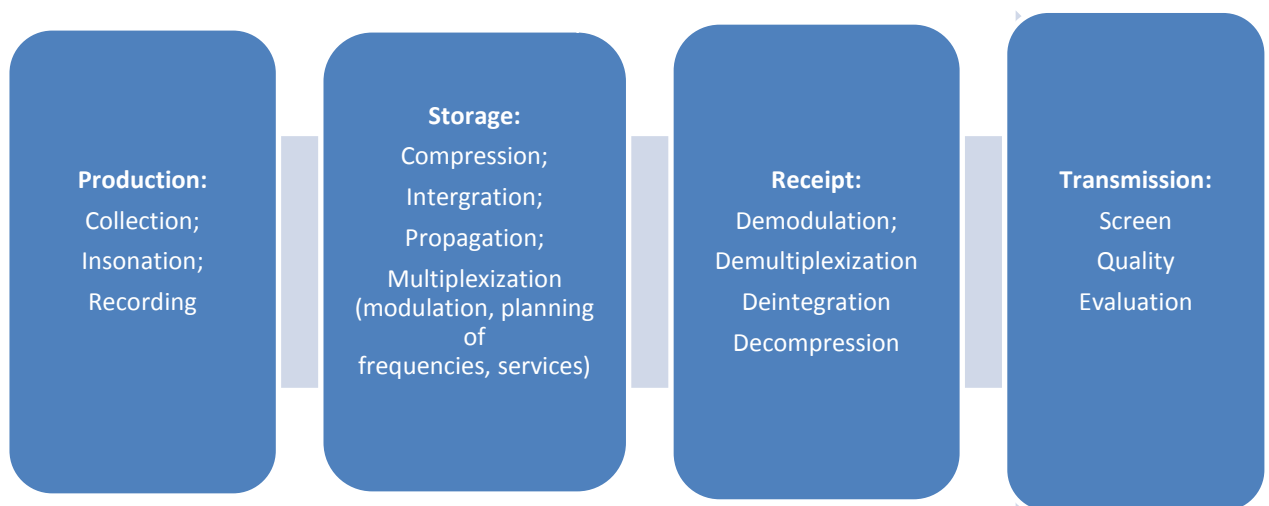 Production:
Collection;
Insonation;
Recording
Storage:
Compression;
Intergration;
Propagation;
Multiplexization
(modulation, planning
of
frequencies, services)
Receipt:
Demodulation;
Demultiplexization
Deintegration
Decompression
Transmission:
Screen
Quality
Evaluation